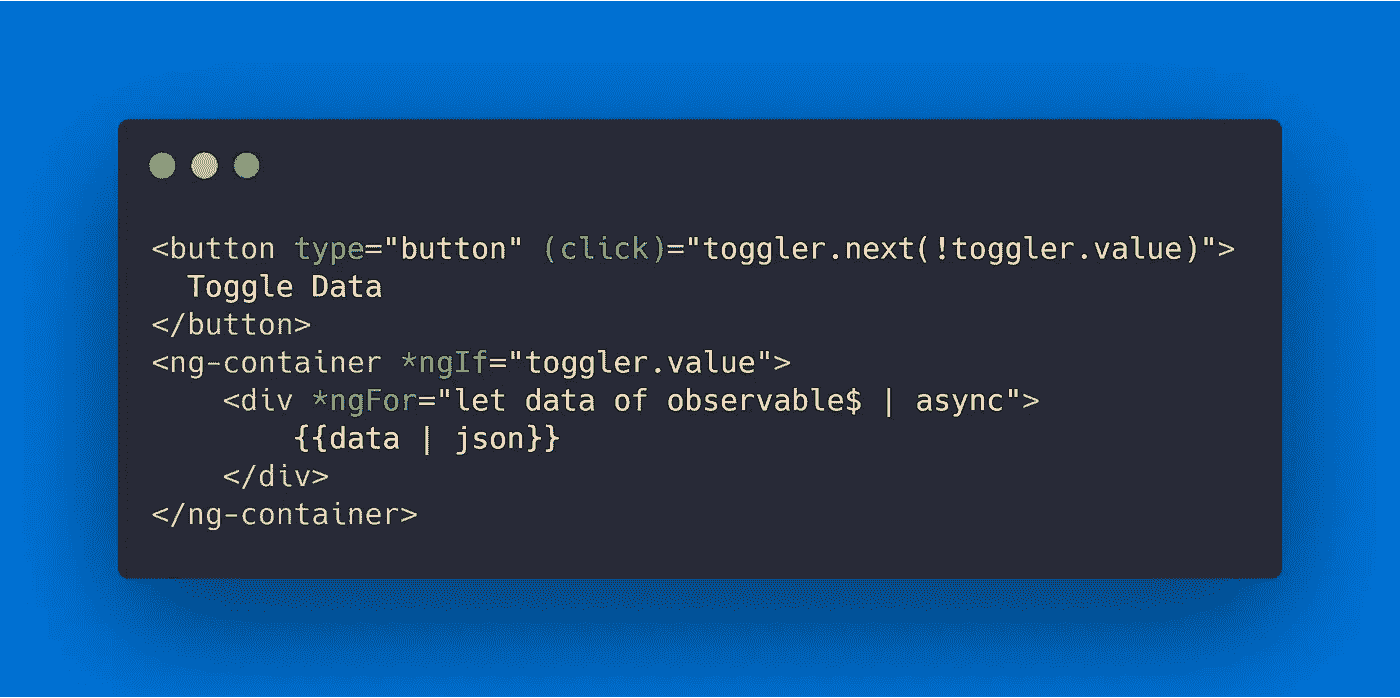 <button type="button" (click)="toggler.next(!toggler.value)">
  Toggle Data
</button>
<ng-container *ngIf="toggler.value">
    <div *ngFor="let data of observable$ | async">
        {{data | json}}
    </div>
</ng-container>